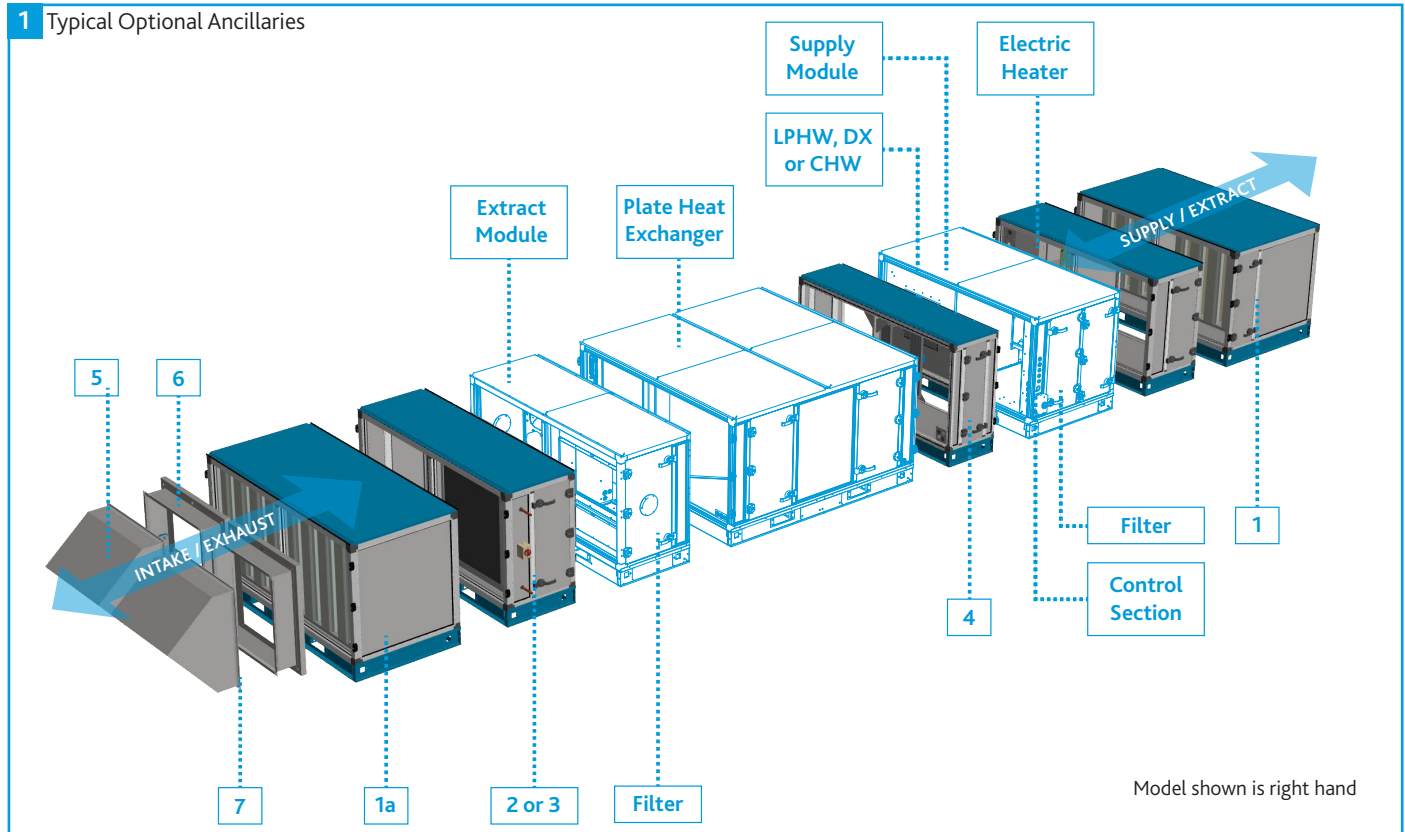 1 Typical Optional Ancillaries
Supply
Module
Electric
Heater
LPHW, DX
or CHW
Extract
Module
Plate Heat
Exchanger
SUPPLY / EXTRACT
5
6
INTAKE / EXHAUST
Filter
1
Control
Section
4
7
1a
2 or 3
Filter
Model shown is right hand